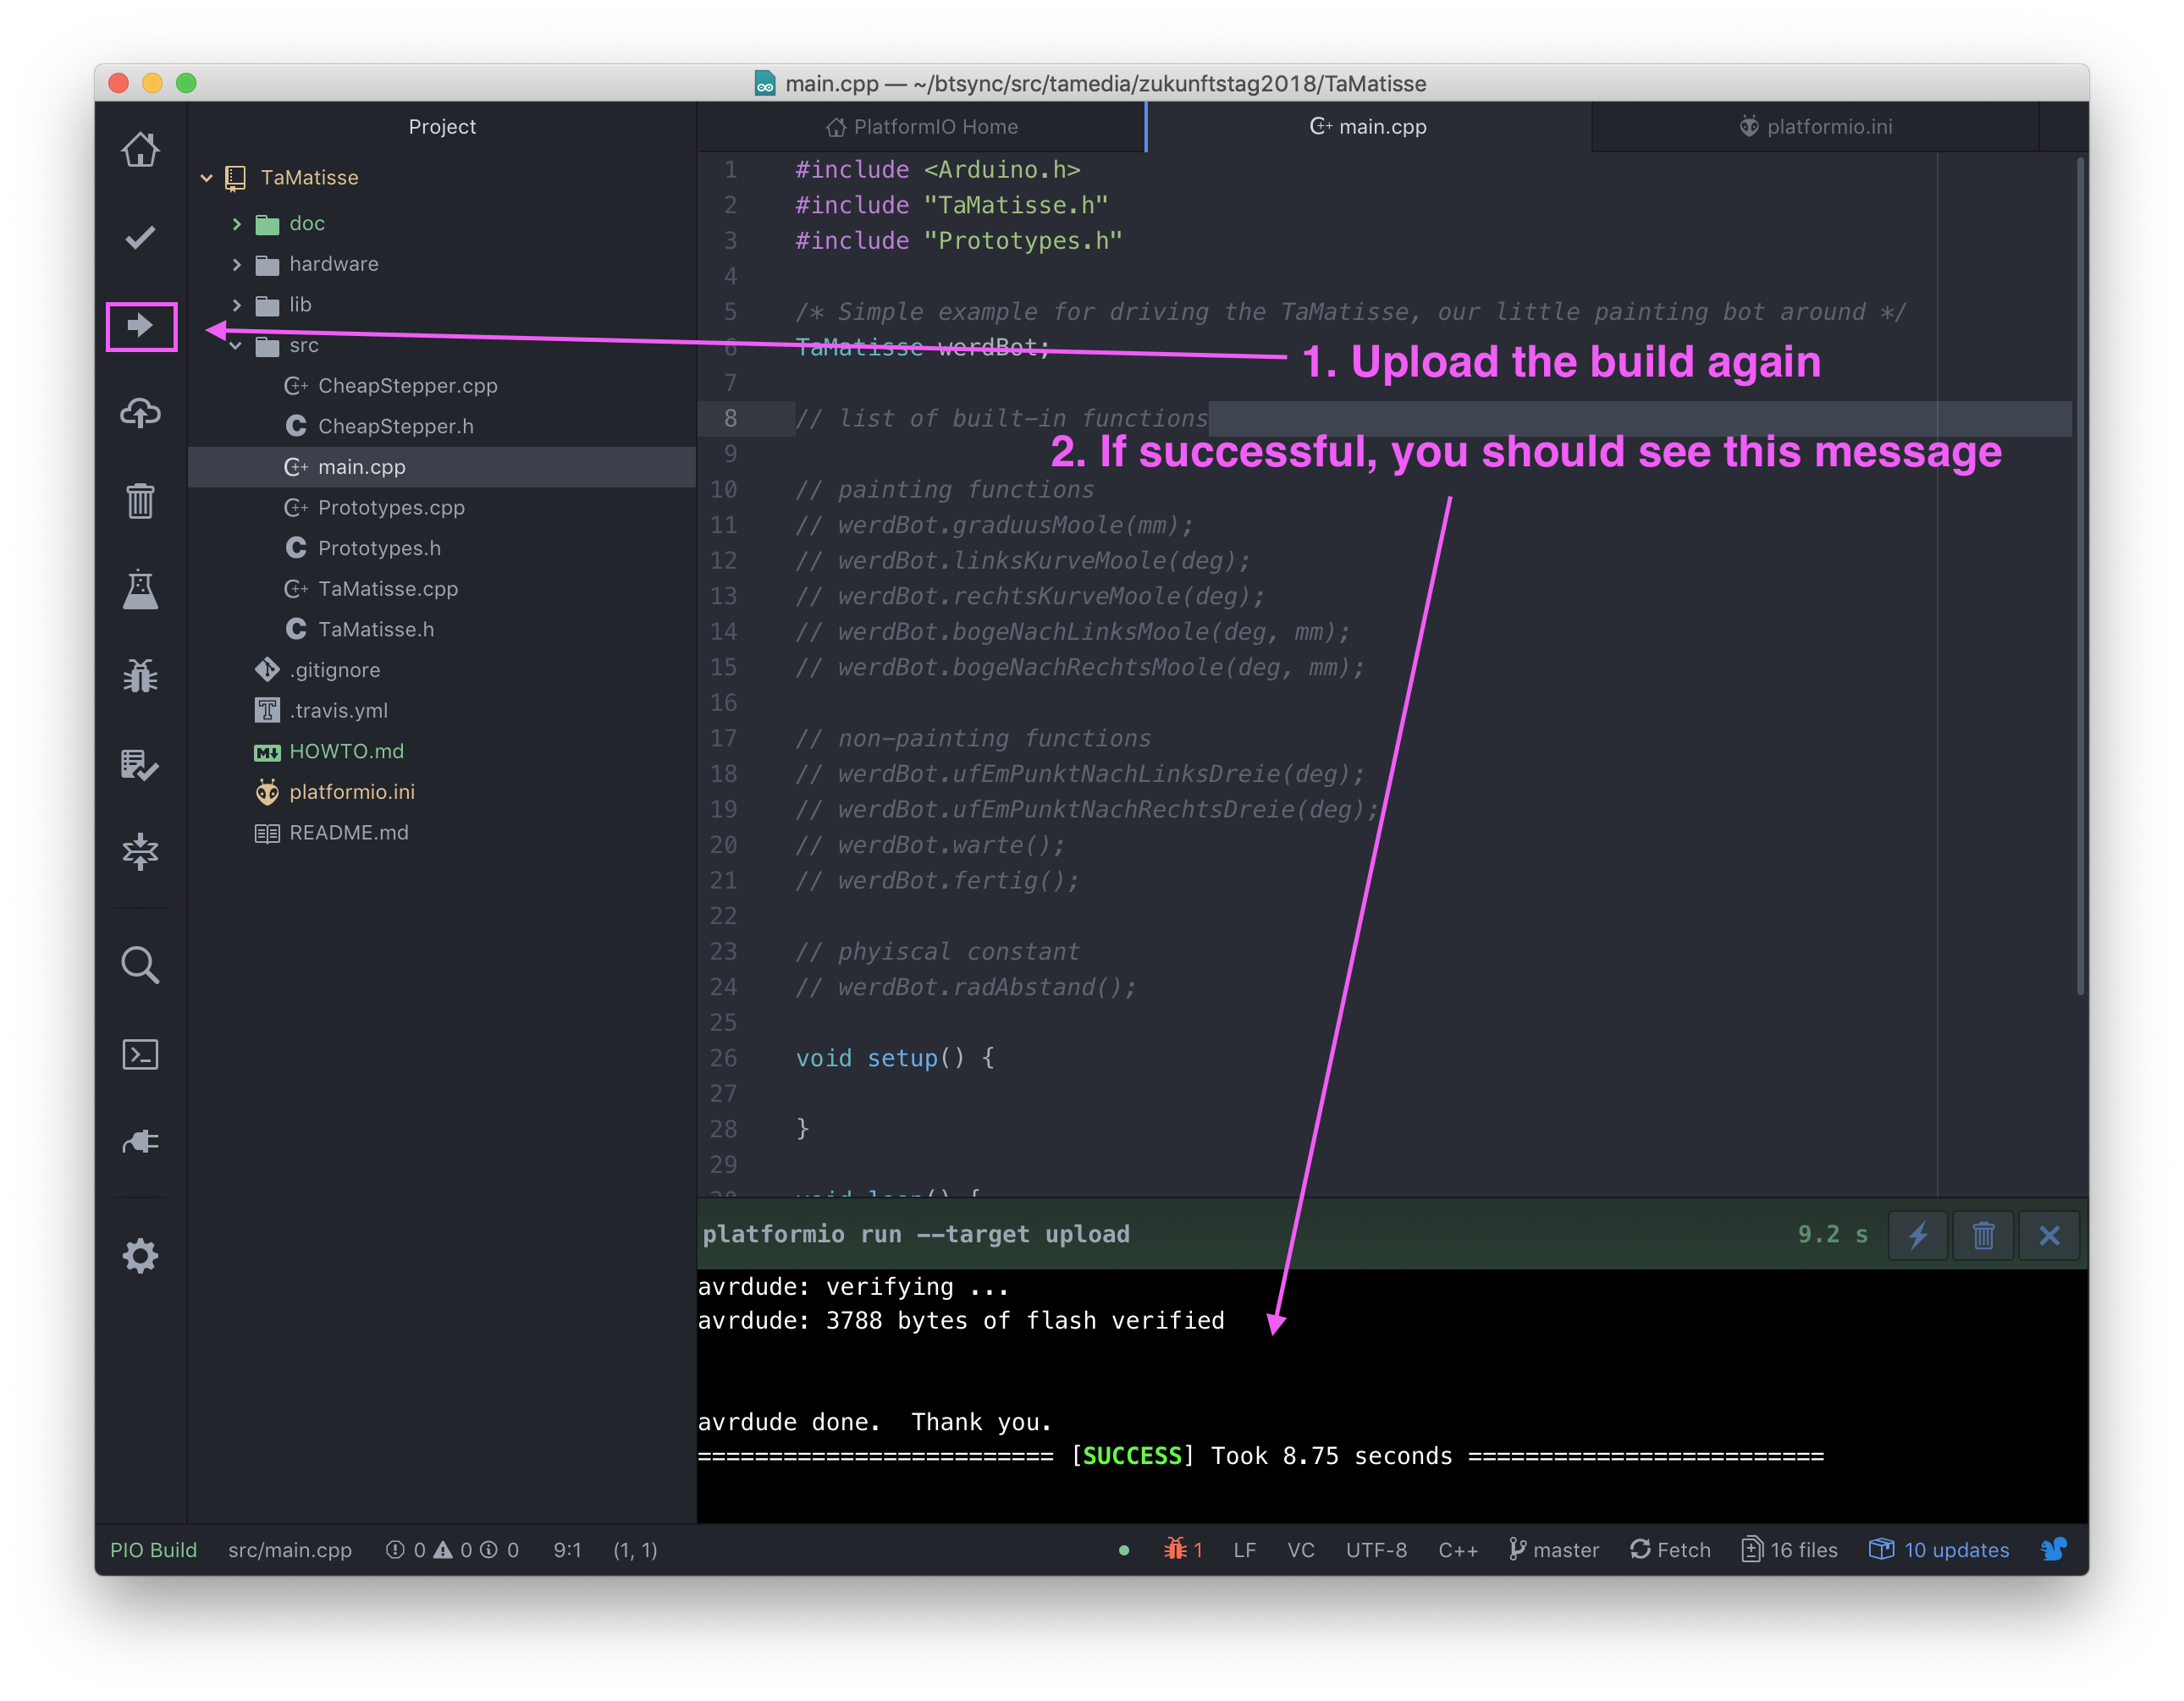 main.cpp — ~/btsync/src/tamedia/zukunftstag2018/TaMatisse
Project
TaMatisse
doc
hardware
lib
src
CheapStepper.cpp
CheapStepper.h
main.cpp
Prototypes.cpp
Prototypes.h
TaMatisse.cpp
TaMatisse.h
.gitignore
.travis.yml
HOWTO.md
platformio.ini
README.md
PlatformIO Home
main.cpp
platformio.ini
1 #include <Arduino.h>
2 #include "TaMatisse.h"
3 #include "Prototypes.h"
4
5 /* Simple example for driving the TaMatisse, our little painting bot around */
6 TaMatisse werdBot;
1. Upload the build again
7
8 // list of built-in functions
9
2. If successful, you should see this message
10 // painting functions
11 // werdBot.graduusMoole(mm);
12 // werdBot.linksKurveMoole(deg);
13 // werdBot.rechtsKurveMoole(deg);
14 // werdBot.bogeNachLinksMoole(deg, mm);
15 // werdBot.bogeNachRechtsMoole(deg, mm);
16
17 // non-painting functions
18 // werdBot.ufEmPunktNachLinksDreie(deg);
19 // werdBot.ufEmPunktNachRechtsDreie(deg);
20 // werdBot.warte();
21 // werdBot.fertig();
22
23 // phyiscal constant
24 // werdBot.radAbstand();
25
26 void setup() {
27
28 }
29
30 void loop() {
platformio run --target upload 9.2 s
avrdude: verifying ...
avrdude: 3788 bytes of flash verified
avrdude done.  Thank you.
========================= [SUCCESS] Took 8.75 seconds =========================
PIO Build src/main.cpp 0 0 0 9:1 (1, 1) 1 LF VC UTF-8 C++ master Fetch 16 files 10 updates